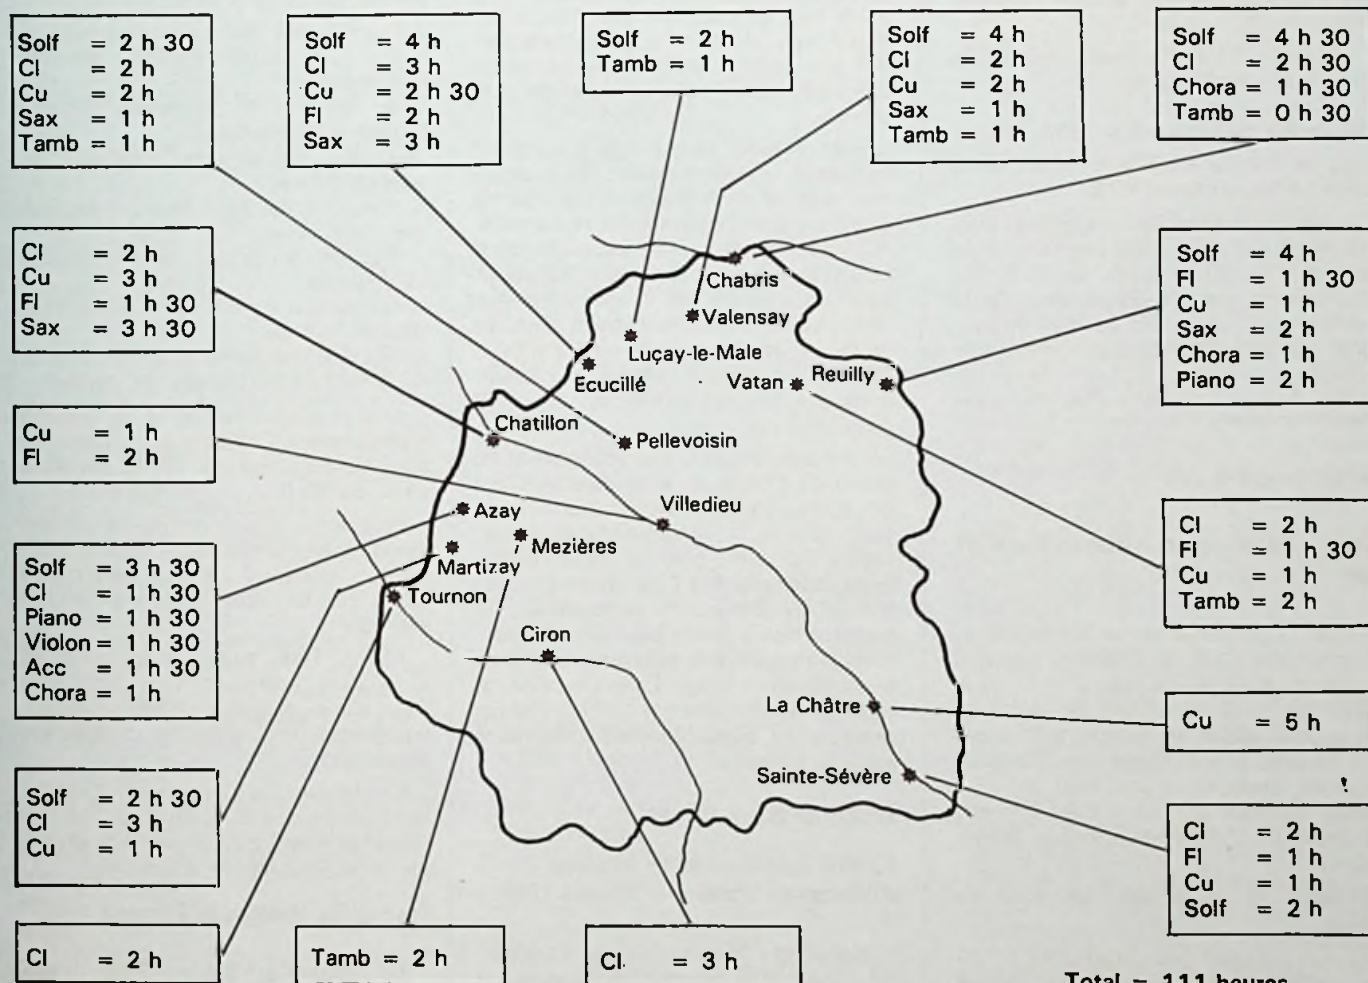 Solf = 2 h 30
Cl = 2 h
Cu = 2 h
Sax = 1 h
Tamb = 1 h
Solf = 4 h
Cl = 3 h
Cu = 2 h 30
Fl = 2 h
Sax = 3 h
Solf = 2 h
Tamb = 1 h
Solf = 4 h
Cl = 2 h
Cu = 2 h
Sax = 1 h
Tamb = 1 h
Solf = 4 h 30
Cl = 2 h 30
Chora = 1 h 30
Tamb = 0 h 30
Cl = 2 h
Cu = 3 h
Fl = 1 h 30
Sax = 3 h 30
Solf = 4 h
Fl = 1 h 30
Cu = 1 h
Sax = 2 h
Chora = 1 h
Piano = 2 h
Chabris
Valensay
Luçay-le-Male
Ecucillé
Vatan
Reuilly
Chatillon
Pellevoisin
Cu = 1 h
Fl = 2 h
Villedieu
Azay
Mezières
Martizay
Tournon
Ciron
Cl = 2 h
Fl = 1 h 30
Cu = 1 h
Tamb = 2 h
Solf = 3 h 30
Cl = 1 h 30
Piano = 1 h 30
Violon = 1 h 30
Acc = 1 h 30
Chora = 1 h
La Châtre
Cu = 5 h
Sainte-Sévère
Solf = 2 h 30
Cl = 3 h
Cu = 1 h
Cl = 2 h
Fl = 1 h
Cu = 1 h
Solf = 2 h
Cl = 2 h
Tamb = 2 h
Cl = 3 h
Total = 111 heures